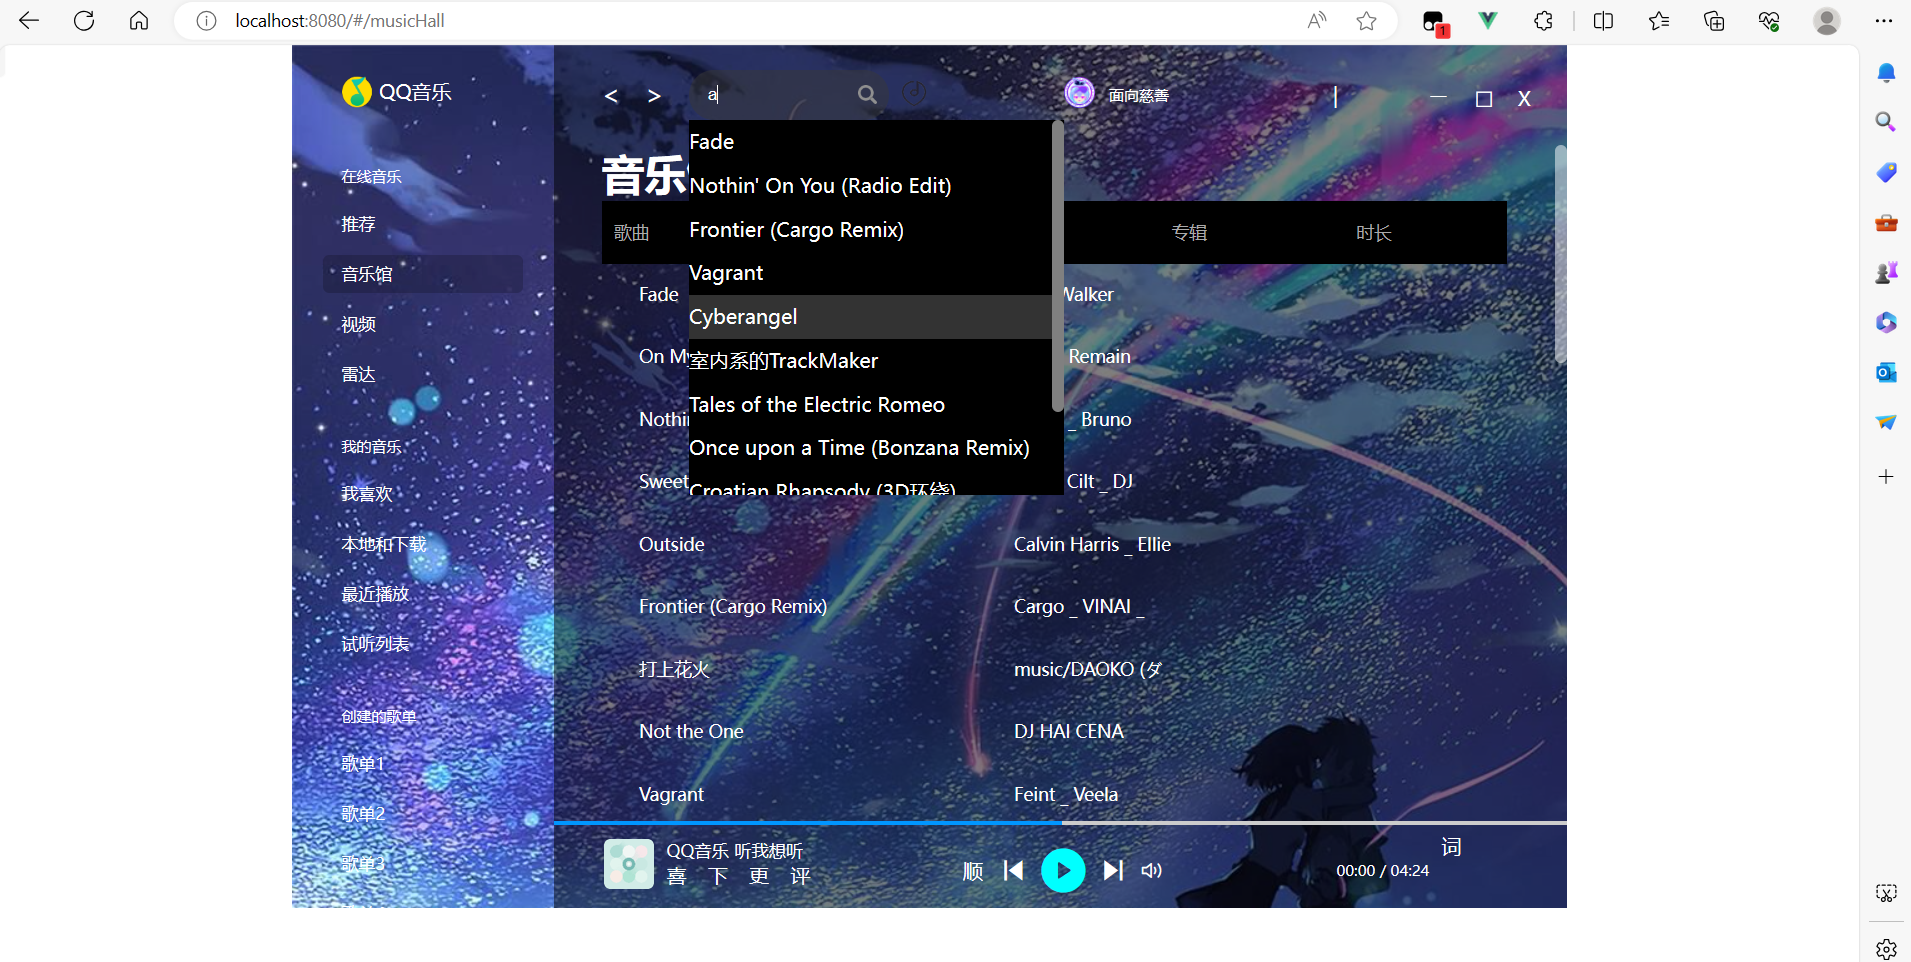 localhost:8080/#/musicHall
1
QQ音乐
在线音乐
推荐
音乐馆
视频
雷达
我的音乐
我喜欢
本地和下载
最近播放
试听列表
创建的歌单
歌单1
歌单2
歌单3
< >
a
面向慈善
| — □ X
音乐
Fade
Nothin' On You (Radio Edit)
Frontier (Cargo Remix)
Vagrant
Cyberangel
室内系的TrackMaker
Tales of the Electric Romeo
Once upon a Time (Bonzana Remix)
Croatian Rhapsody (3D环绕)
歌曲 专辑 时长
Fade Walker
On My Remain
Nothin _ Bruno
Sweet Cilt _ DJ
Outside Calvin Harris _ Ellie
Frontier (Cargo Remix) Cargo _ VINAI _
打上花火 music/DAOKO (ダ
Not the One DJ HAI CENA
Vagrant Feint _ Veela
QQ音乐 听我想听
喜 下 更 评
顺
00:00 / 04:24
词